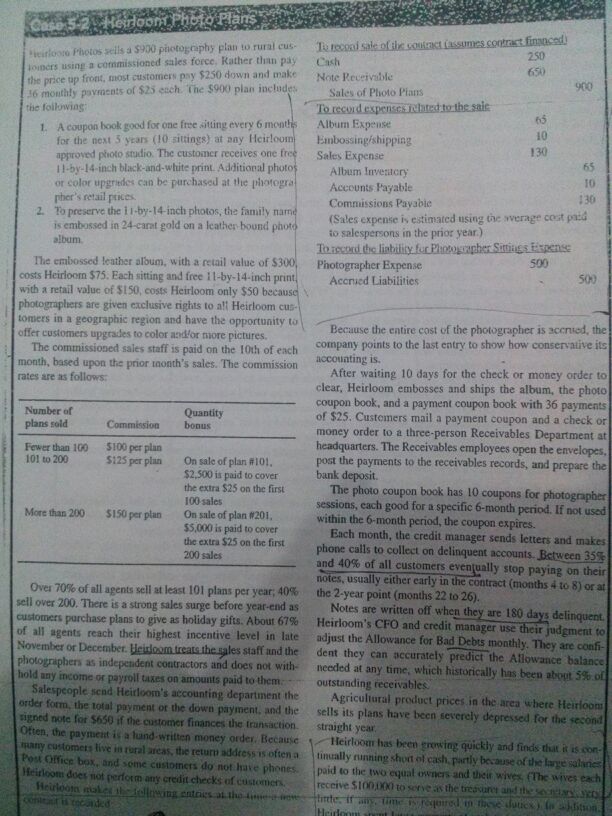 Case 5-2 Heirloom Photo Plans
Heirloom Photos sells a $900 photography plan to rural cus-
tomers using a commissioned sales force. Rather than pay
the price up front, most customers pay $250 down and make
36 monthly payments of $25 each. The $900 plan includes
the following:
1. A coupon book good for one free sitting every 6 months
for the next 5 years (10 sittings) at any Heirloom
approved photo studio. The customer receives one free
11-by-14-inch black-and-white print. Additional photos
or color upgrades can be purchased at the photogra
pher's retail prices.
2. To preserve the 11-by-14-inch photos, the family name
is embossed in 24-carat gold on a leather-bound photo
album.
The embossed leather album, with a retail value of $300,
costs Heirloom $75. Each sitting and free 11-by-14-inch print,
with a retail value of $150, costs Heirloom only $50 because
photographers are given exclusive rights to all Heirloom cus-
tomers in a geographic region and have the opportunity to
offer customers upgrades to color and/or more pictures.
The commissioned sales staff is paid on the 10th of each
month, based upon the prior month's sales. The commission
rates are as follows:
Number of plans sold Commission Quantity bonus
Fewer than 100 $100 per plan
101 to 200 $125 per plan On sale of plan #101,
$2,500 is paid to cover
the extra $25 on the first
100 sales
More than 200 $150 per plan On sale of plan #201,
$5,000 is paid to cover
the extra $25 on the first
200 sales
Over 70% of all agents sell at least 101 plans per year; 40%
sell over 200. There is a strong sales surge before year-end as
customers purchase plans to give as holiday gifts. About 67%
of all agents reach their highest incentive level in late
November or December. Heirloom treats the sales staff and the
photographers as independent contractors and does not with-
hold any income or payroll taxes on amounts paid to them.
Salespeople send Heirloom's accounting department the
order form, the total payment or the down payment, and the
signed note for $650 if the customer finances the transaction.
Often, the payment is a hand-written money order. Because
many customers live in rural areas, the return address is often a
Post Office box, and some customers do not have phones.
Heirloom does not perform any credit checks of customers.
Heirloom makes the following entries at the time a new
contract is recorded
To record sale of the contract (assumes contract financed)
Cash 250
Note Receivable 650
Sales of Photo Plans 900
To record expenses related to the sale
Album Expense 65
Embossing/shipping 10
Sales Expense 130
Album Inventory 65
Accounts Payable 10
Commissions Payable 130
(Sales expense is estimated using the average cost paid
to salespersons in the prior year.)
To record the liability for Photographer Sittings Expense
Photographer Expense 500
Accrued Liabilities 500
Because the entire cost of the photographer is accrued, the
company points to the last entry to show how conservative its
accounting is.
After waiting 10 days for the check or money order to
clear, Heirloom embosses and ships the album, the photo
coupon book, and a payment coupon book with 36 payments
of $25. Customers mail a payment coupon and a check or
money order to a three-person Receivables Department at
headquarters. The Receivables employees open the envelopes,
post the payments to the receivables records, and prepare the
bank deposit.
The photo coupon book has 10 coupons for photographer
sessions, each good for a specific 6-month period. If not used
within the 6-month period, the coupon expires.
Each month, the credit manager sends letters and makes
phone calls to collect on delinquent accounts. Between 35%
and 40% of all customers eventually stop paying on their
notes, usually either early in the contract (months 4 to 8) or at
the 2-year point (months 22 to 26).
Notes are written off when they are 180 days delinquent.
Heirloom's CFO and credit manager use their judgment to
adjust the Allowance for Bad Debts monthly. They are confi-
dent they can accurately predict the Allowance balance
needed at any time, which historically has been about 5% of
outstanding receivables.
Agricultural product prices in the area where Heirloom
sells its plans have been severely depressed for the second
straight year.
Heirloom has been growing quickly and finds that it is con-
tinually running short of cash, partly because of the large salaries
paid to the two equal owners and their wives. (The wives each
receive $100,000 to serve as the treasurer and the secretary, very
little, if any, time is required in these duties.) In addition,
Heirloom spent